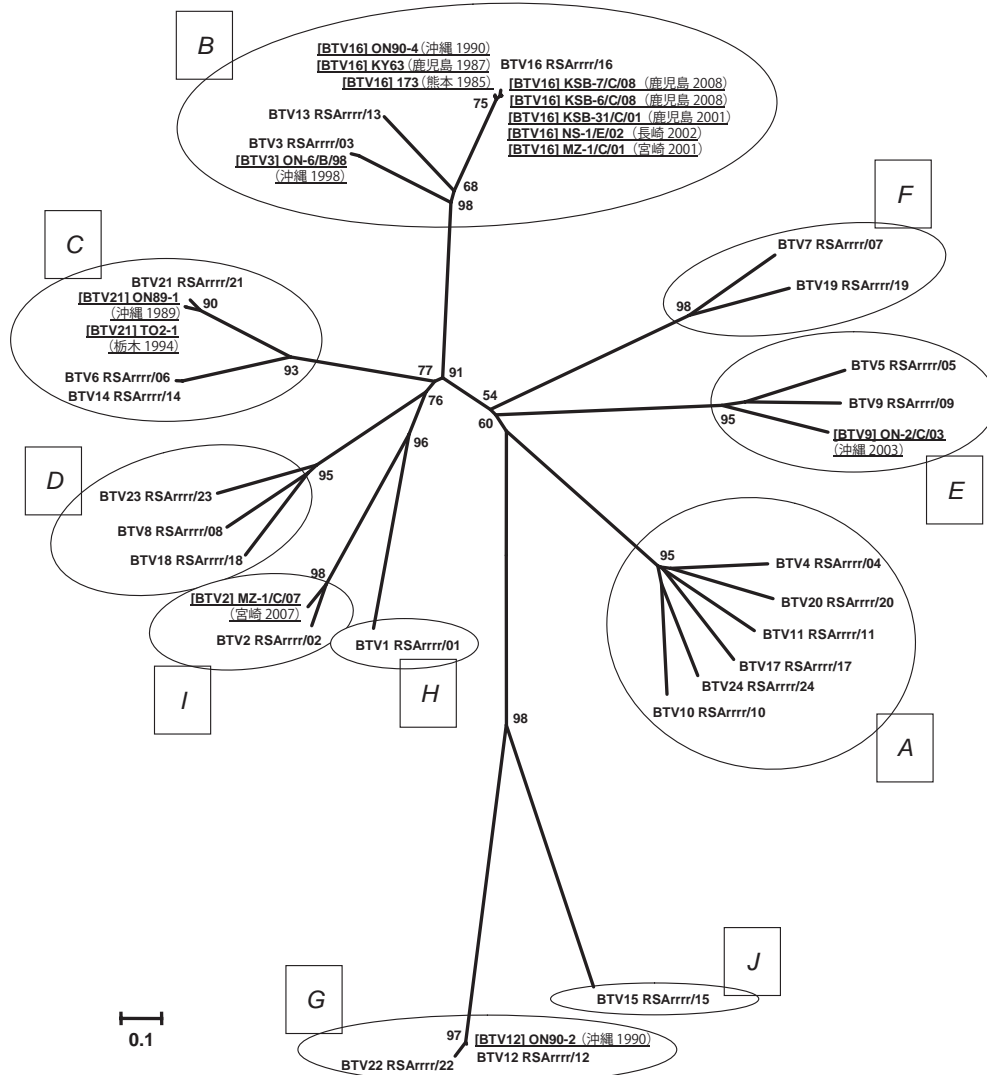 B
[BTV16] ON90-4 (沖縄 1990)
[BTV16] KY63 (鹿児島 1987)
[BTV16] 173 (熊本 1985)
BTV16 RSArrrr/16
[BTV16] KSB-7/C/08 (鹿児島 2008)
[BTV16] KSB-6/C/08 (鹿児島 2008)
[BTV16] KSB-31/C/01 (鹿児島 2001)
[BTV16] NS-1/E/02 (長崎 2002)
[BTV16] MZ-1/C/01 (宮崎 2001)
75
BTV13 RSArrrr/13
BTV3 RSArrrr/03
[BTV3] ON-6/B/98
(沖縄 1998)
68
98
F
BTV7 RSArrrr/07
BTV19 RSArrrr/19
98
C
BTV21 RSArrrr/21
[BTV21] ON89-1
(沖縄 1989)
90
[BTV21] TO2-1
(栃木 1994)
BTV6 RSArrrr/06
BTV14 RSArrrr/14
93
77
91
76
96
54
60
BTV5 RSArrrr/05
BTV9 RSArrrr/09
[BTV9] ON-2/C/03
(沖縄 2003)
95
E
D
95
BTV23 RSArrrr/23
BTV8 RSArrrr/08
BTV18 RSArrrr/18
98
[BTV2] MZ-1/C/07
(宮崎 2007)
BTV2 RSArrrr/02
I
BTV1 RSArrrr/01
H
95
BTV4 RSArrrr/04
BTV20 RSArrrr/20
BTV11 RSArrrr/11
BTV17 RSArrrr/17
BTV24 RSArrrr/24
BTV10 RSArrrr/10
A
98
J
BTV15 RSArrrr/15
G
97
[BTV12] ON90-2 (沖縄 1990)
BTV12 RSArrrr/12
BTV22 RSArrrr/22
0.1